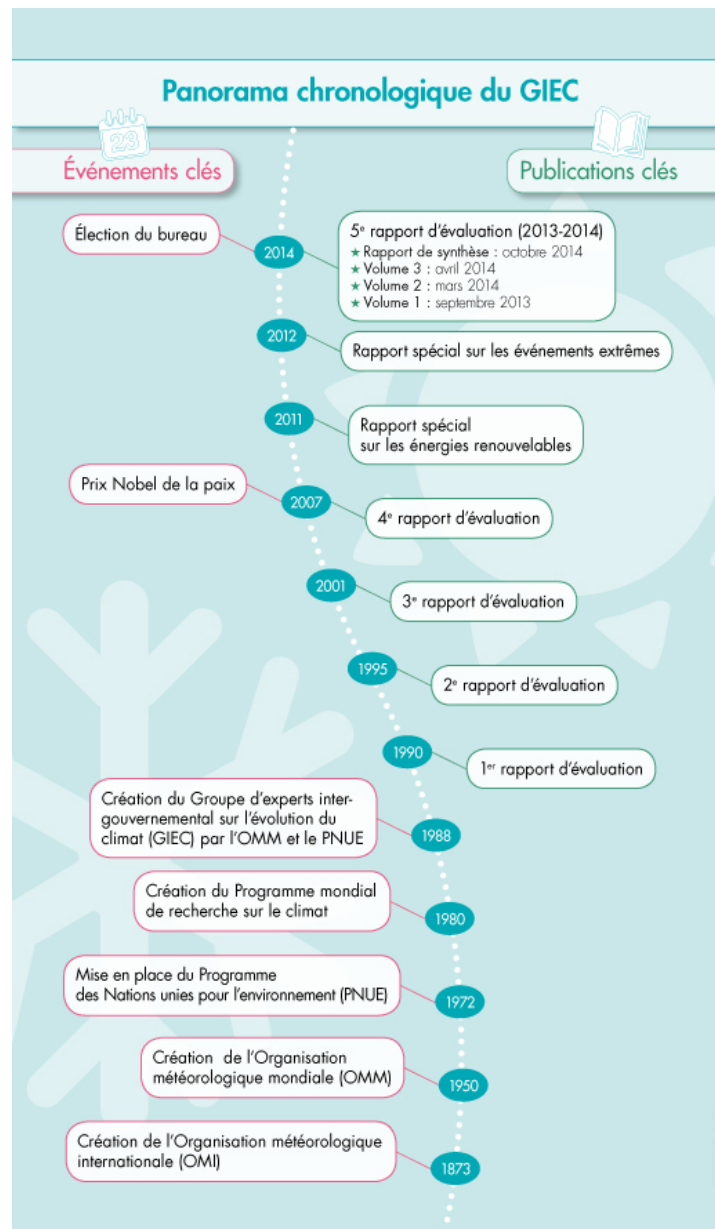 Panorama chronologique du GIEC
23
Événements clés
Publications clés
Élection du bureau
2014
5e rapport d'évaluation (2013-2014)
★ Rapport de synthèse : octobre 2014
★ Volume 3 : avril 2014
★ Volume 2 : mars 2014
★ Volume 1 : septembre 2013
2012
Rapport spécial sur les événements extrêmes
2011
Rapport spécial
sur les énergies renouvelables
Prix Nobel de la paix
2007
4e rapport d'évaluation
2001
3e rapport d'évaluation
1995
2e rapport d'évaluation
1990
1er rapport d'évaluation
Création du Groupe d'experts inter-
gouvernemental sur l'évolution du
climat (GIEC) par l'OMM et le PNUE
1988
Création du Programme mondial
de recherche sur le climat
1980
Mise en place du Programme
des Nations unies pour l'environnement (PNUE)
1972
Création de l'Organisation
météorologique mondiale (OMM)
1950
Création de l'Organisation météorologique
internationale (OMI)
1873